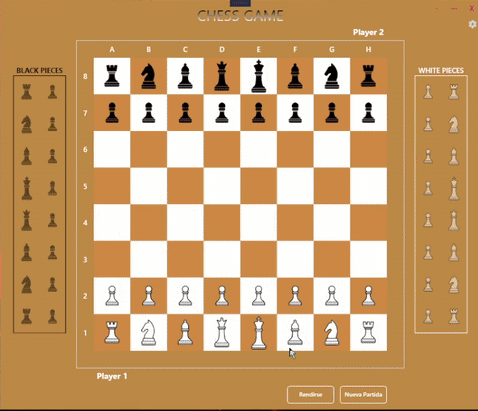 CHESS GAME
Player 2
A B C D E F G H
BLACK PIECES
WHITE PIECES
8
7
6
5
4
3
2
1
Player 1
Rendirse
Nueva Partida